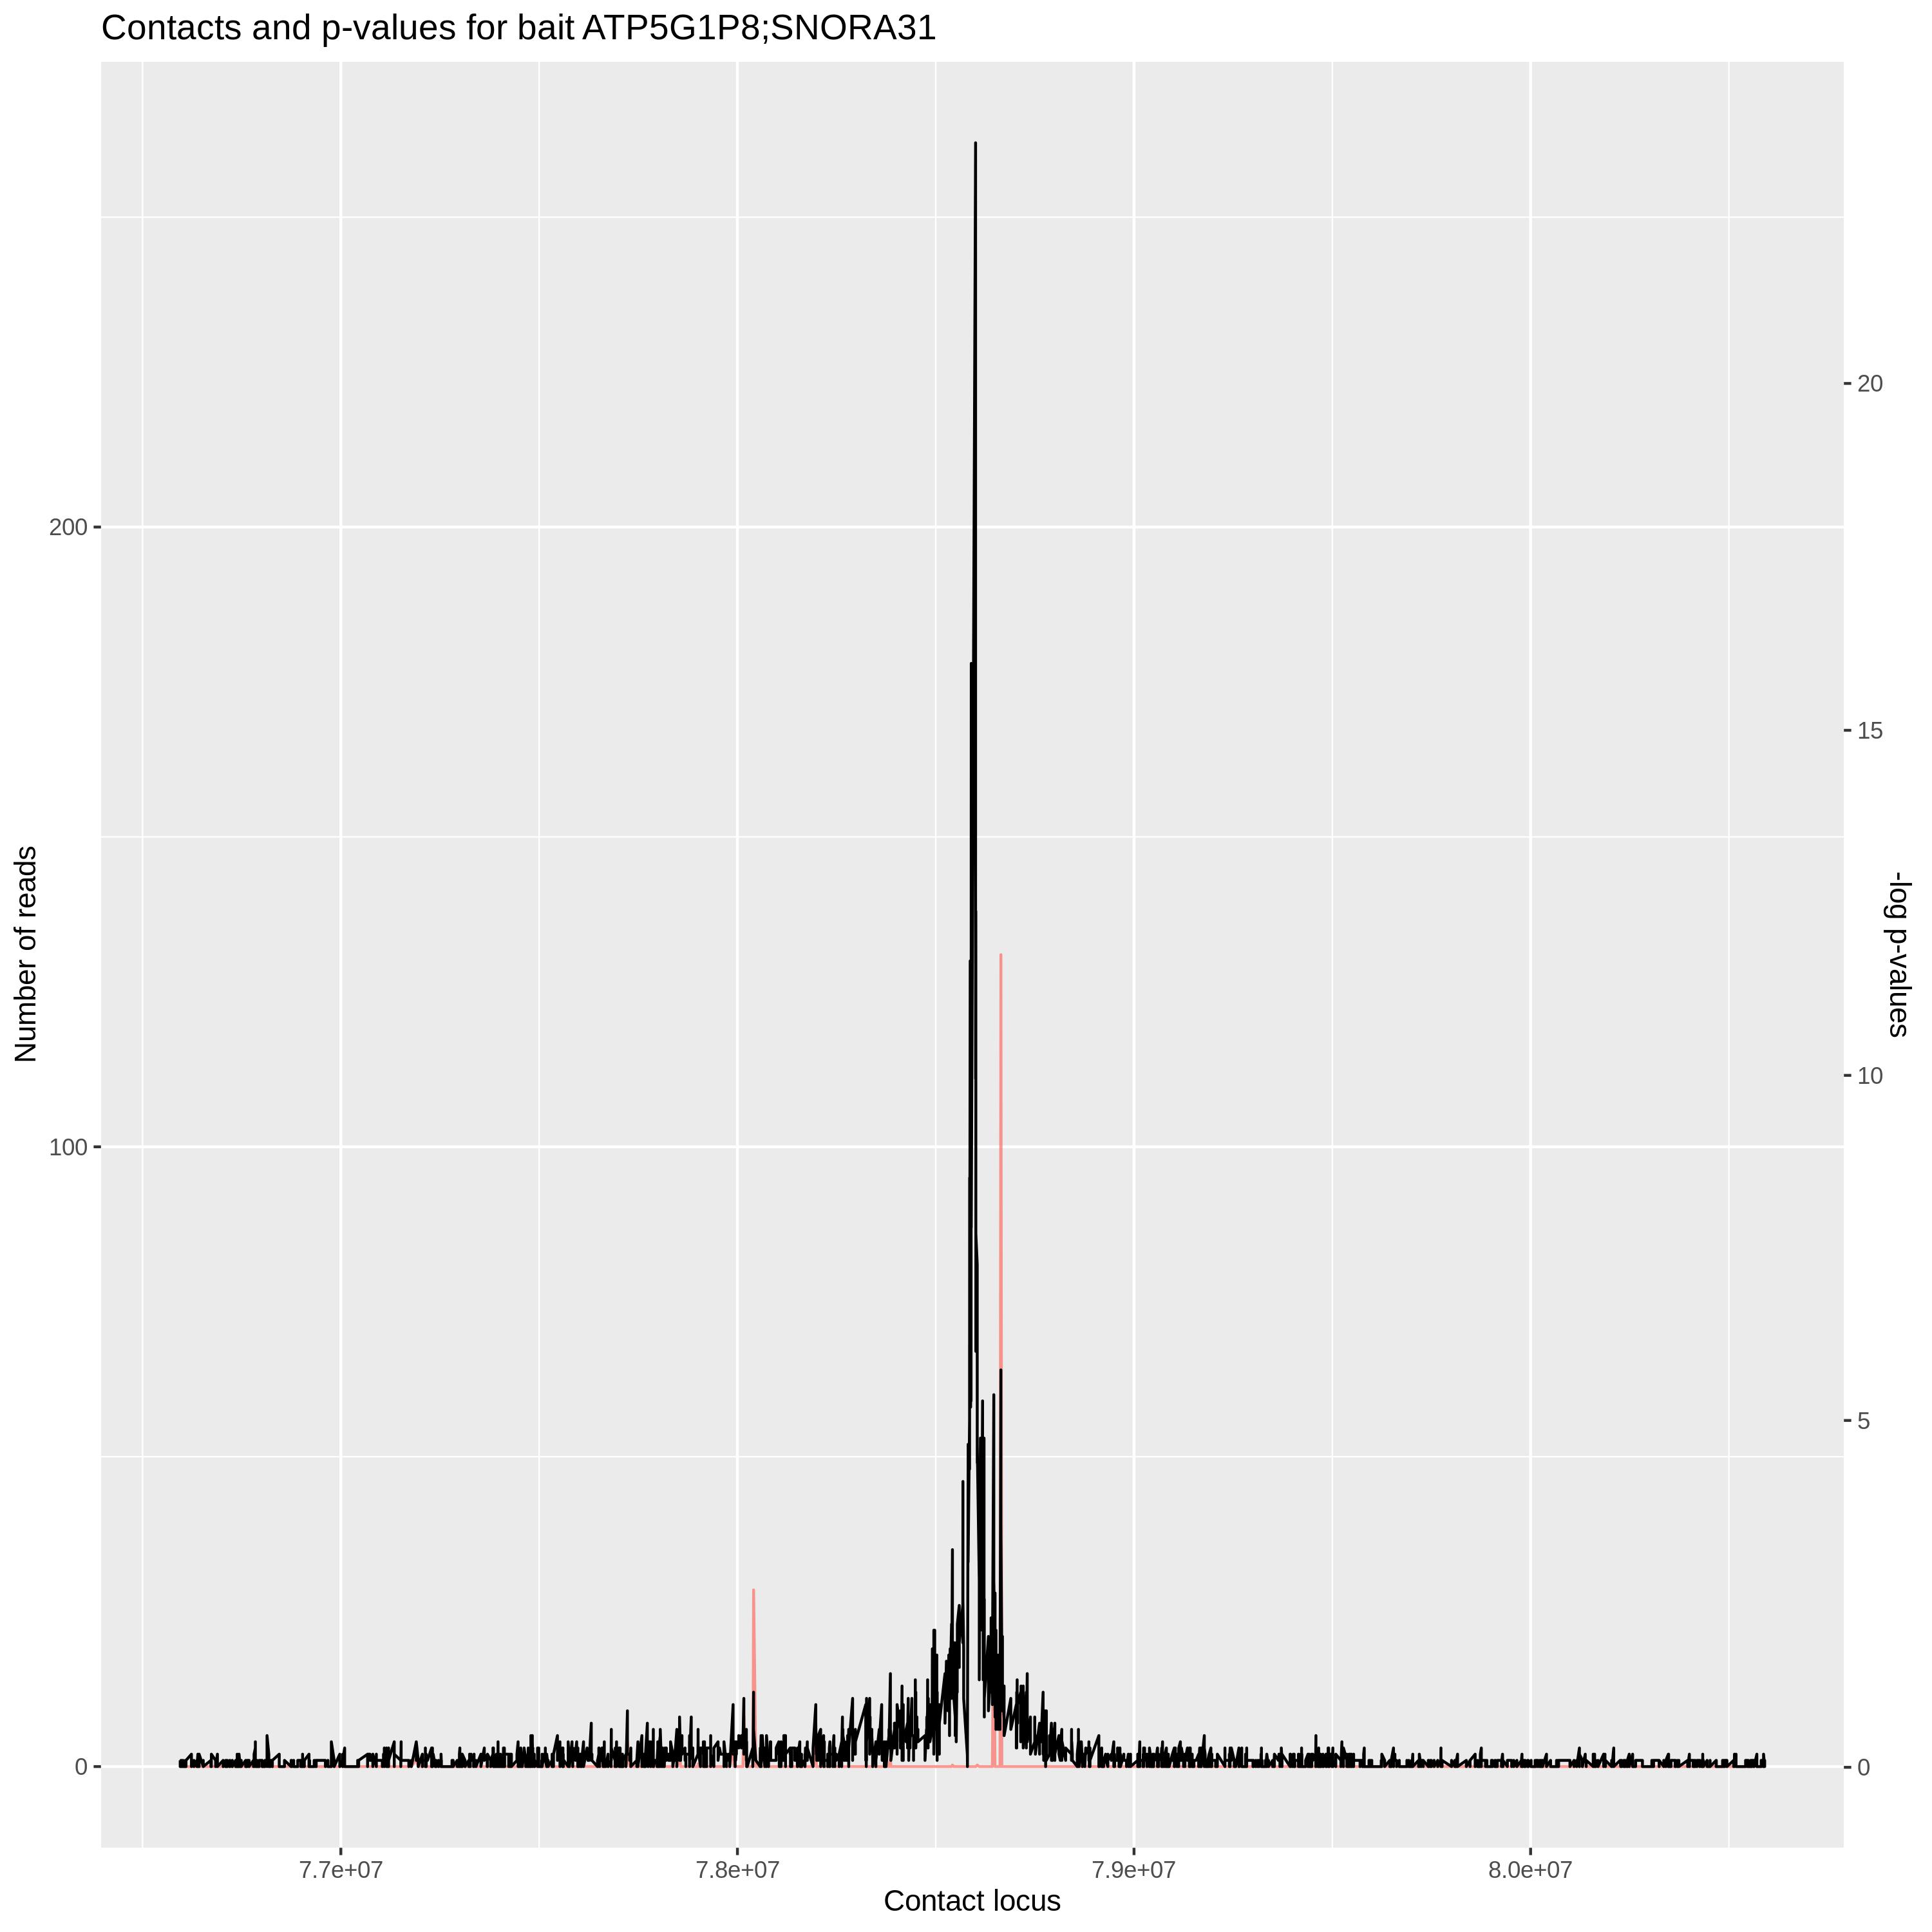 Contacts and p-values for bait ATP5G1P8;SNORA31
Number of reads
200
100
0
20
15
10
5
0
-log p-values
7.7e+07
7.8e+07
7.9e+07
8.0e+07
Contact locus